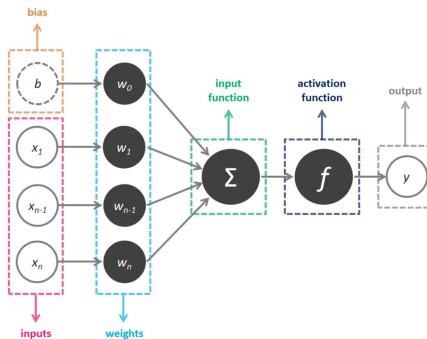 bias
b
w0
input
function
activation
function
output
x1
w1
Σ
f
y
xn-1
wn-1
xn
wn
inputs
weights